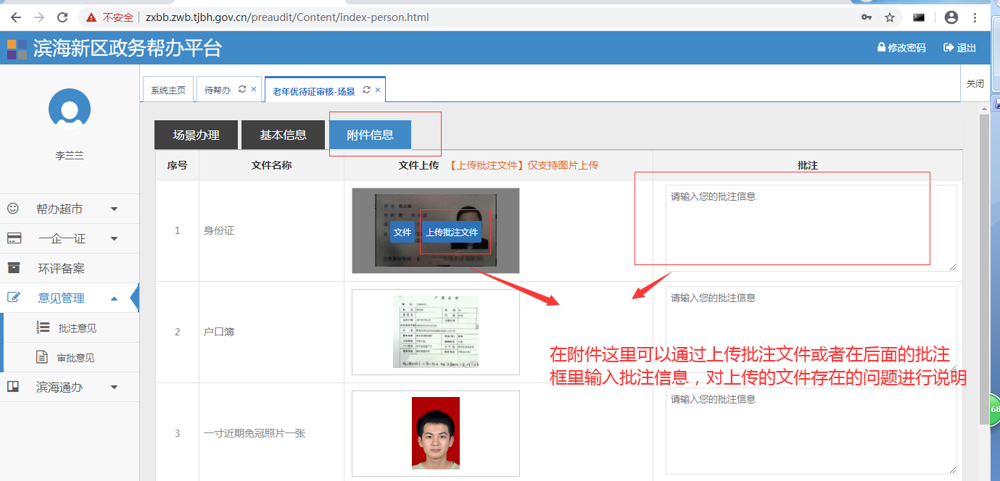 不安全 zxbb.zwb.tjbh.gov.cn/preaudit/Content/index-person.html
滨海新区政务帮办平台
修改密码 退出
系统主页 待帮办 老年优待证审核-场景 关闭
李兰兰
场景办理 基本信息 附件信息
序号 文件名称 文件上传 【上传批注文件】仅支持图片上传 批注
帮办超市
一企一证
环评备案
意见管理
批注意见
审批意见
滨海通办
1 身份证 文件 上传批注文件 请输入您的批注信息
2 户口簿 请输入您的批注信息
在附件这里可以通过上传批注文件或者在后面的批注
框里输入批注信息，对上传的文件存在的问题进行说明
3 一寸近期免冠照片一张 请输入您的批注信息
68